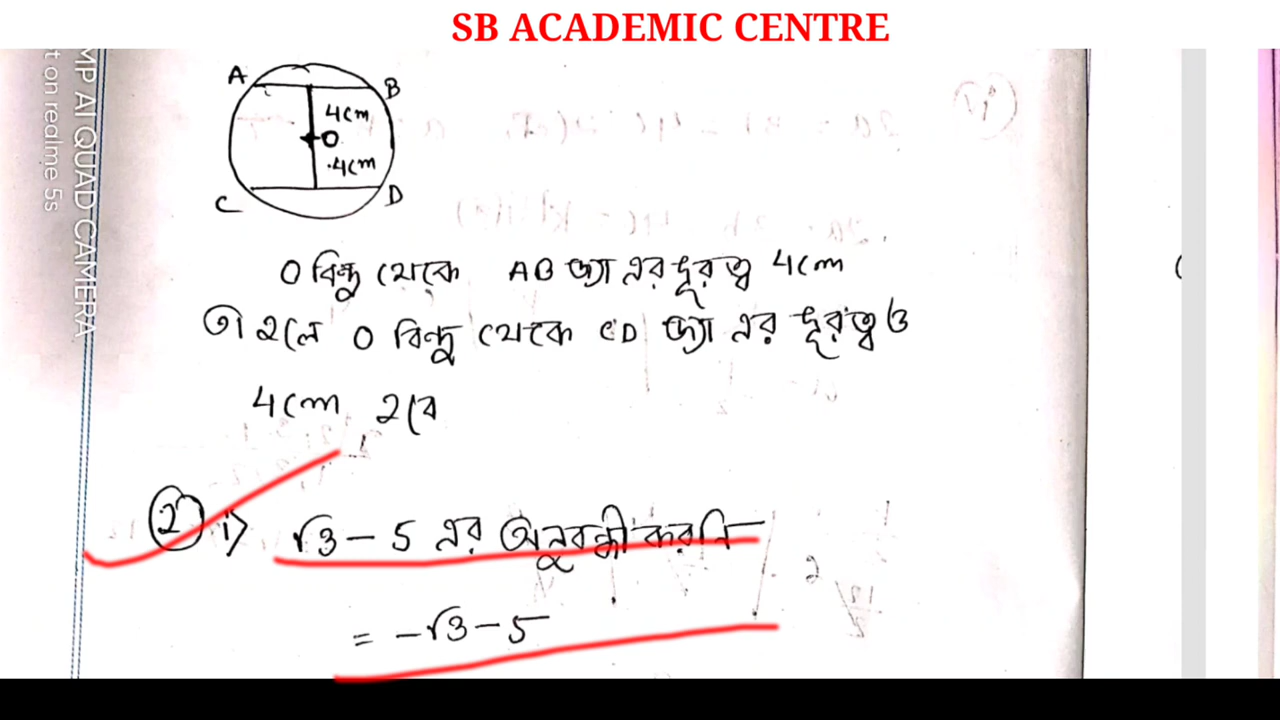 SB ACADEMIC CENTRE
MP AI QUAD CAMERA
t on realme 5s
A
B
4cm
O
4cm
C
D
O বিন্দু থেকে AB জ্যা এর দূরত্ব 4cm
তা হলে O বিন্দু থেকে CD জ্যা এর দূরত্ব ও
4cm হবে
2 i> √3 - 5 এর অনুবন্ধী করণি
= -√3 - 5